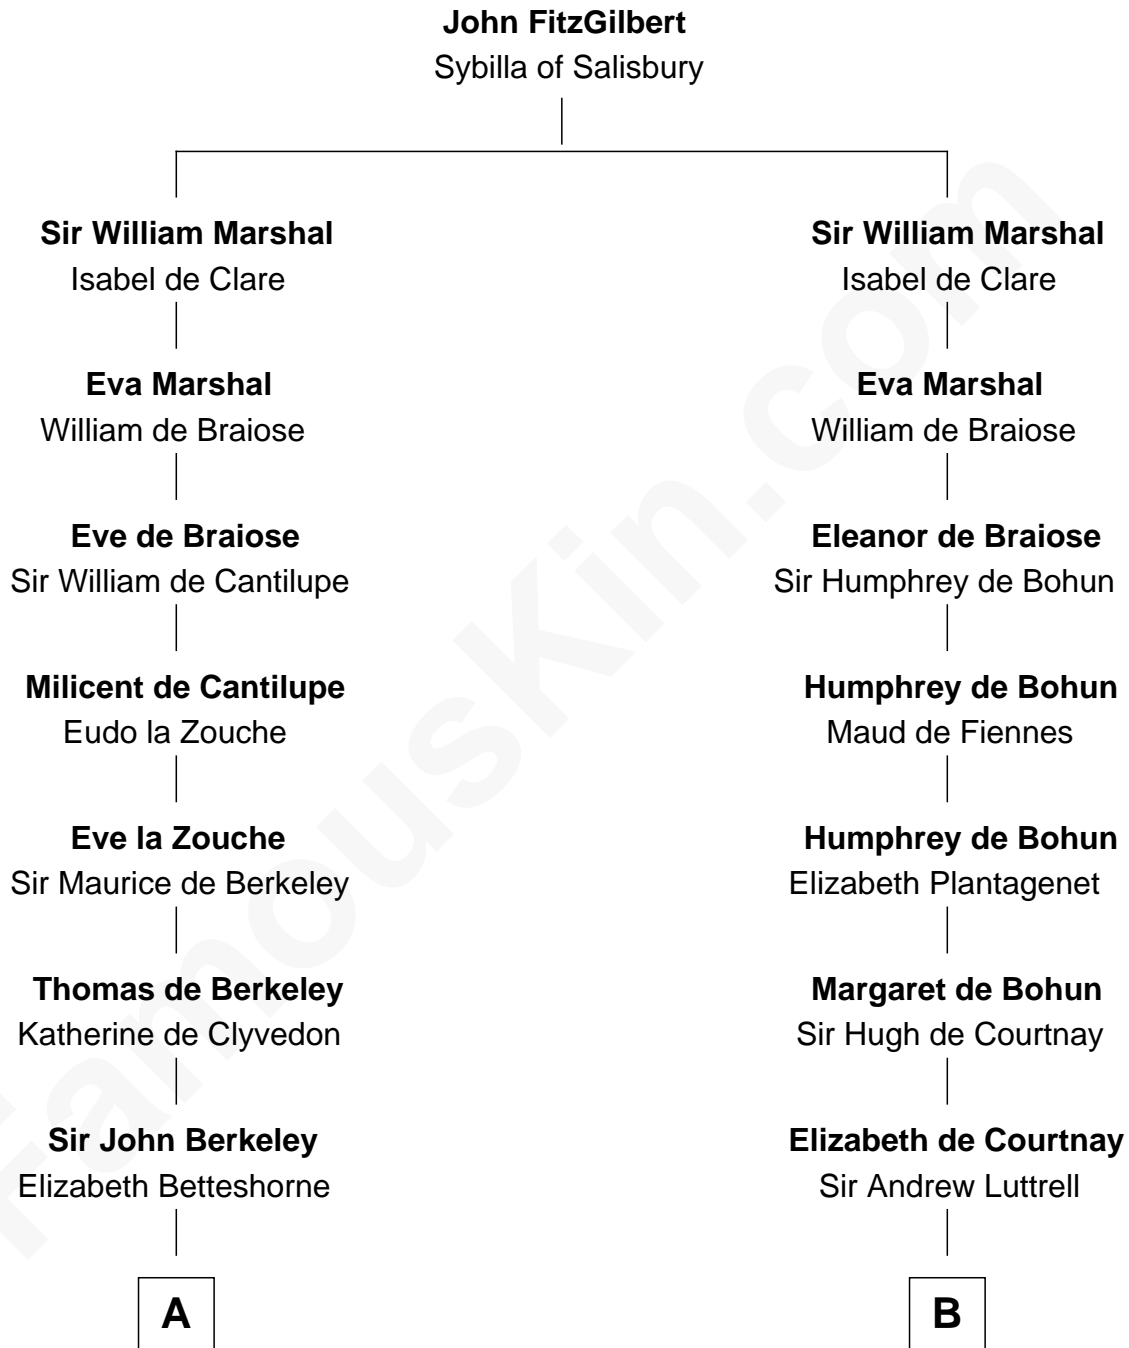 John FitzGilbert
Sybilla of Salisbury
Sir William Marshal
Isabel de Clare
Eva Marshal
William de Braiose
Eve de Braiose
Sir William de Cantilupe
Milicent de Cantilupe
Eudo la Zouche
Eve la Zouche
Sir Maurice de Berkeley
Thomas de Berkeley
Katherine de Clyvedon
Sir John Berkeley
Elizabeth Betteshorne
A
Sir William Marshal
Isabel de Clare
Eva Marshal
William de Braiose
Eleanor de Braiose
Sir Humphrey de Bohun
Humphrey de Bohun
Maud de Fiennes
Humphrey de Bohun
Elizabeth Plantagenet
Margaret de Bohun
Sir Hugh de Courtnay
Elizabeth de Courtnay
Sir Andrew Luttrell
B
FamousKin.com